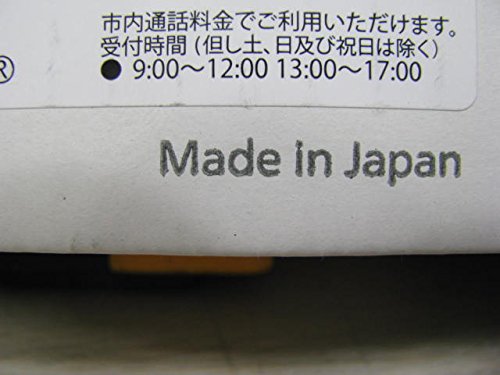 市内通話料金でご利用いただけます。
受付時間（但し土、日及び祝日は除く）
● 9:00～12:00 13:00～17:00
®
Made in Japan